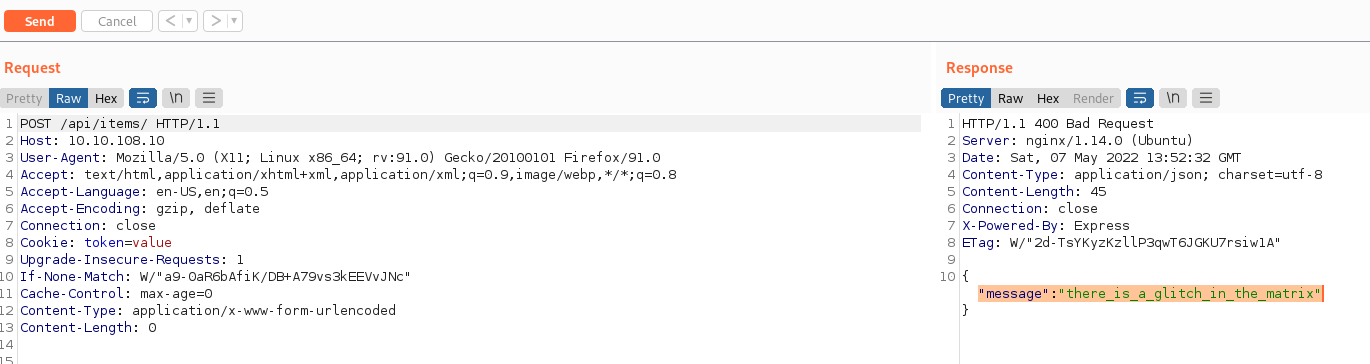 Send Cancel < > 
Request
Pretty Raw Hex \n
1 POST /api/items/ HTTP/1.1
2 Host: 10.10.108.10
3 User-Agent: Mozilla/5.0 (X11; Linux x86_64; rv:91.0) Gecko/20100101 Firefox/91.0
4 Accept: text/html,application/xhtml+xml,application/xml;q=0.9,image/webp,*/*;q=0.8
5 Accept-Language: en-US,en;q=0.5
6 Accept-Encoding: gzip, deflate
7 Connection: close
8 Cookie: token=value
9 Upgrade-Insecure-Requests: 1
10 If-None-Match: W/"a9-0aR6bAfiK/DB+A79vs3kEEVvJNc"
11 Cache-Control: max-age=0
12 Content-Type: application/x-www-form-urlencoded
13 Content-Length: 0
14
15
Response
Pretty Raw Hex Render \n
1 HTTP/1.1 400 Bad Request
2 Server: nginx/1.14.0 (Ubuntu)
3 Date: Sat, 07 May 2022 13:52:32 GMT
4 Content-Type: application/json; charset=utf-8
5 Content-Length: 45
6 Connection: close
7 X-Powered-By: Express
8 ETag: W/"2d-TsYKyzKzllP3qwT6JGKU7rsiw1A"
9
10 {
"message":"there_is_a_glitch_in_the_matrix"
}